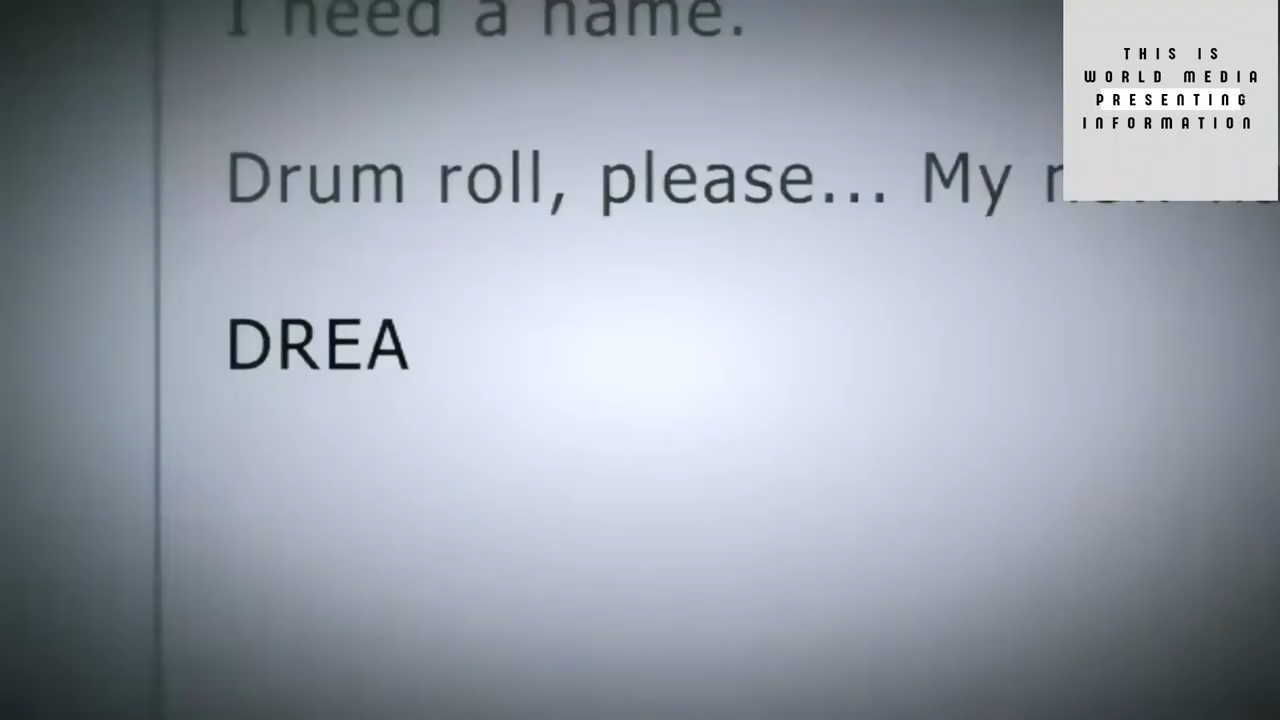 I need a name.
Drum roll, please... My
DREA
THIS IS
WORLD MEDIA
PRESENTING
INFORMATION